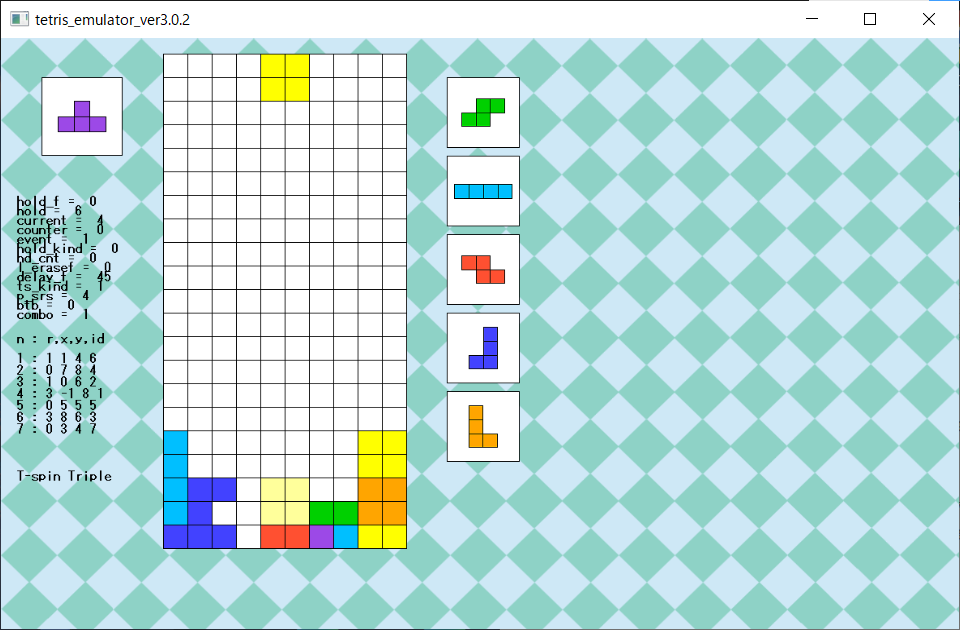 tetris_emulator_ver3.0.2
hold_f = 0
hold = 6
current = 4
counter = 0
event = 1
hold_kind = 0
hd_cnt = 0
l_erasef = 0
delay_f = 45
ts_kind = 1
p_srs = 4
btb = 0
combo = 1
n : r,x,y,id
1 : 1 1 4 6
2 : 0 7 8 4
3 : 1 0 6 2
4 : 3 -1 8 1
5 : 0 5 5 5
6 : 3 8 6 3
7 : 0 3 4 7
T-spin Triple